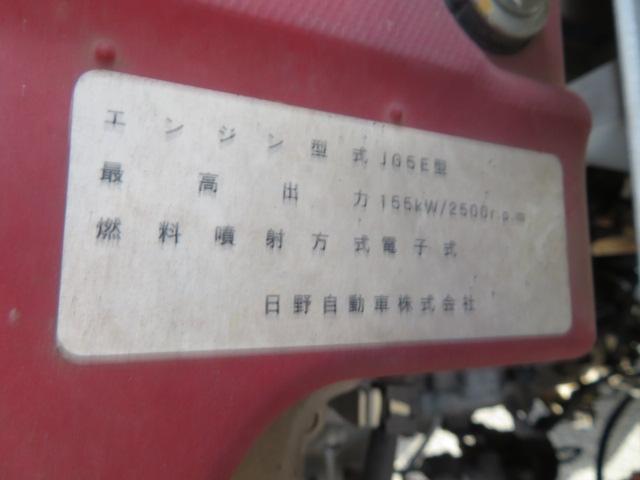 エンジン型式 J05E型
最高出力 155kW/2500r.p.m
燃料噴射方式 電子式
日野自動車株式会社